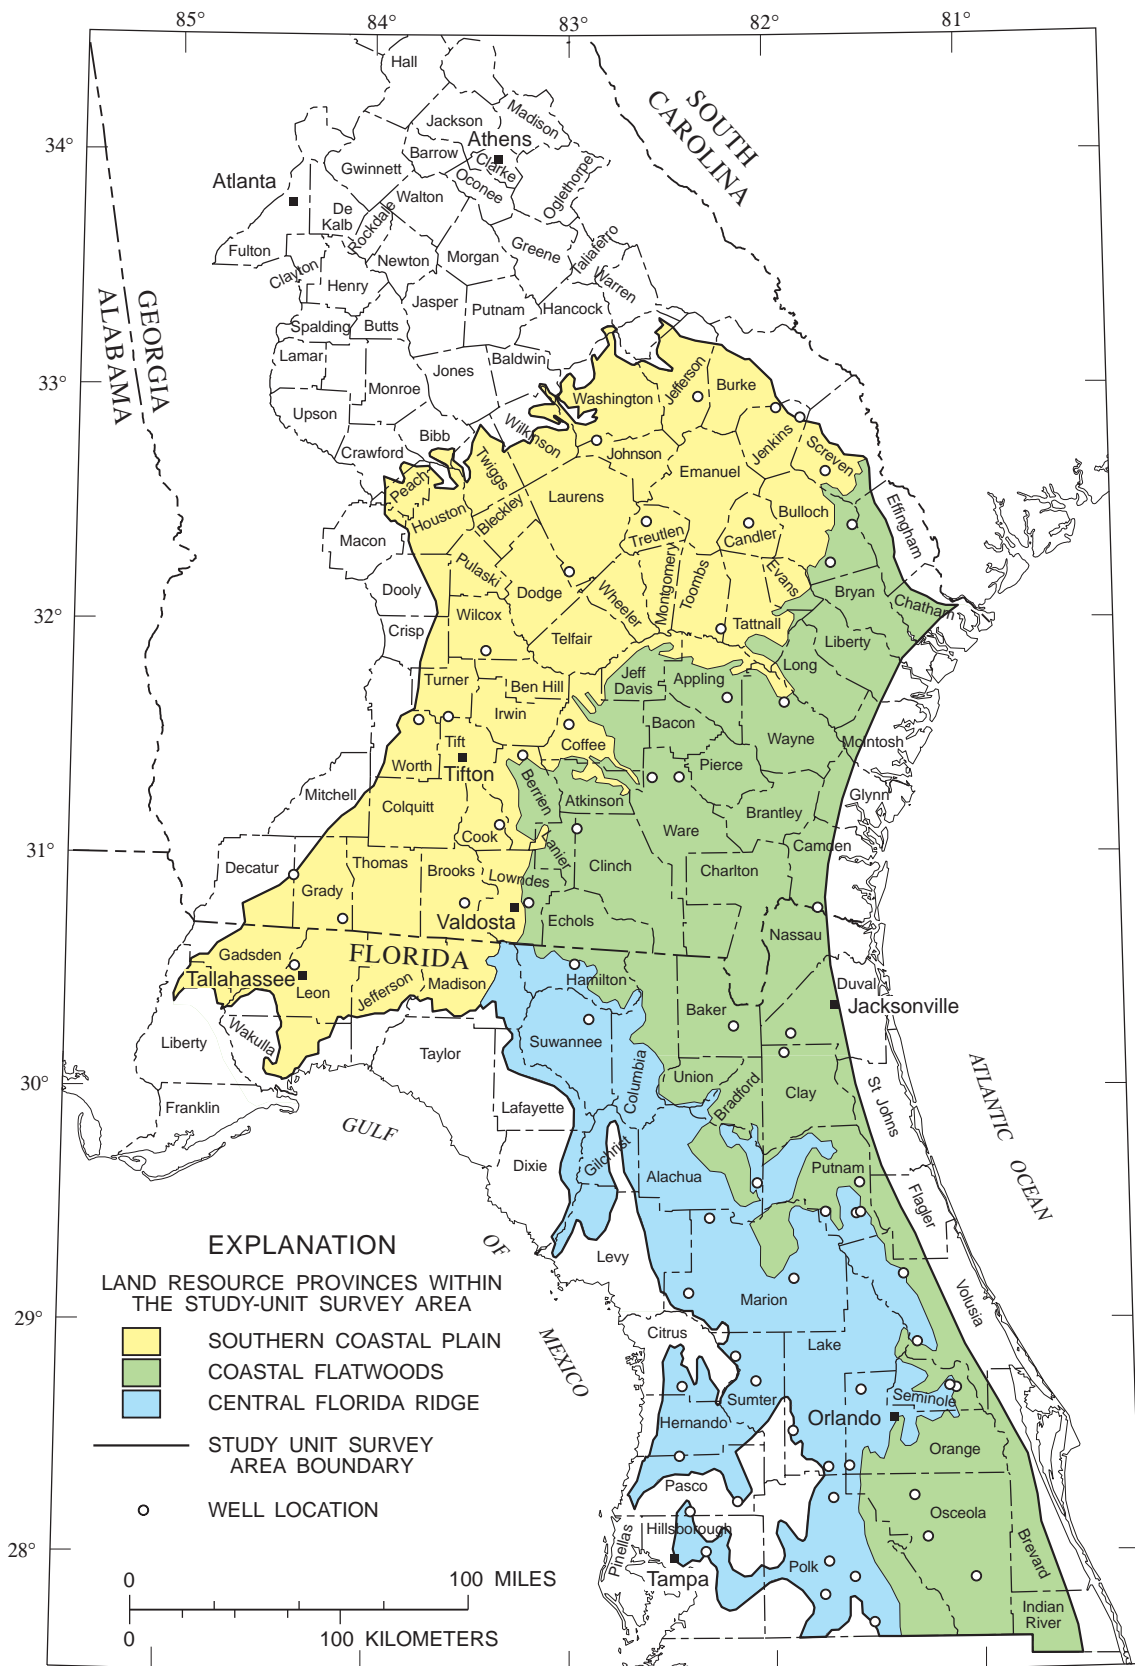 85°
84°
83°
82°
81°
Hall
Madison
SOUTH
CAROLINA
Jackson
34°
Athens
Barrow
Clarke
Gwinnett
Oconee
Oglethorpe
Atlanta
Walton
De
Kalb
Rockdale
Fulton
Greene
Taliaferro
Morgan
Newton
Clayton
Henry
Warren
GEORGIA
ALABAMA
Jasper
Putnam
Hancock
Spalding
Butts
Lamar
Baldwin
Jones
33°
Monroe
Jefferson
Burke
Washington
Upson
Wilkinson
Bibb
Jenkins
Screven
Crawford
Johnson
Twiggs
Emanuel
Peach
Laurens
Houston
Bleckley
Bulloch
Effingham
Macon
Treutlen
Candler
Pulaski
Montgomery
Toombs
Evans
Dooly
Dodge
Wheeler
Bryan
Chatham
32°
Wilcox
Crisp
Tattnall
Telfair
Liberty
Long
Turner
Ben Hill
Jeff
Davis
Appling
Irwin
Bacon
Tift
Coffee
Wayne
McIntosh
Worth
Tifton
Pierce
Mitchell
Berrien
Atkinson
Glynn
Colquitt
Brantley
Cook
Ware
31°
Lanier
Camden
Decatur
Thomas
Brooks
Clinch
Charlton
Grady
Lowndes
Valdosta
Echols
Nassau
Gadsden
FLORIDA
Tallahassee
Hamilton
Duval
Leon
Jefferson
Madison
Jacksonville
Baker
Liberty
Wakulla
Suwannee
Taylor
30°
Columbia
Union
Bradford
Clay
St Johns
ATLANTIC
OCEAN
Franklin
Lafayette
GULF
Dixie
Gilchrist
Alachua
Putnam
Flagler
EXPLANATION
OF
Levy
LAND RESOURCE PROVINCES WITHIN
THE STUDY-UNIT SURVEY AREA
29°
Marion
Volusia
SOUTHERN COASTAL PLAIN
MEXICO
Citrus
Lake
COASTAL FLATWOODS
CENTRAL FLORIDA RIDGE
Sumter
Seminole
Hernando
Orlando
STUDY UNIT SURVEY
AREA BOUNDARY
Orange
Pasco
WELL LOCATION
Osceola
Hillsborough
Pinellas
28°
Brevard
Polk
Tampa
0
100 MILES
Indian
River
0
100 KILOMETERS